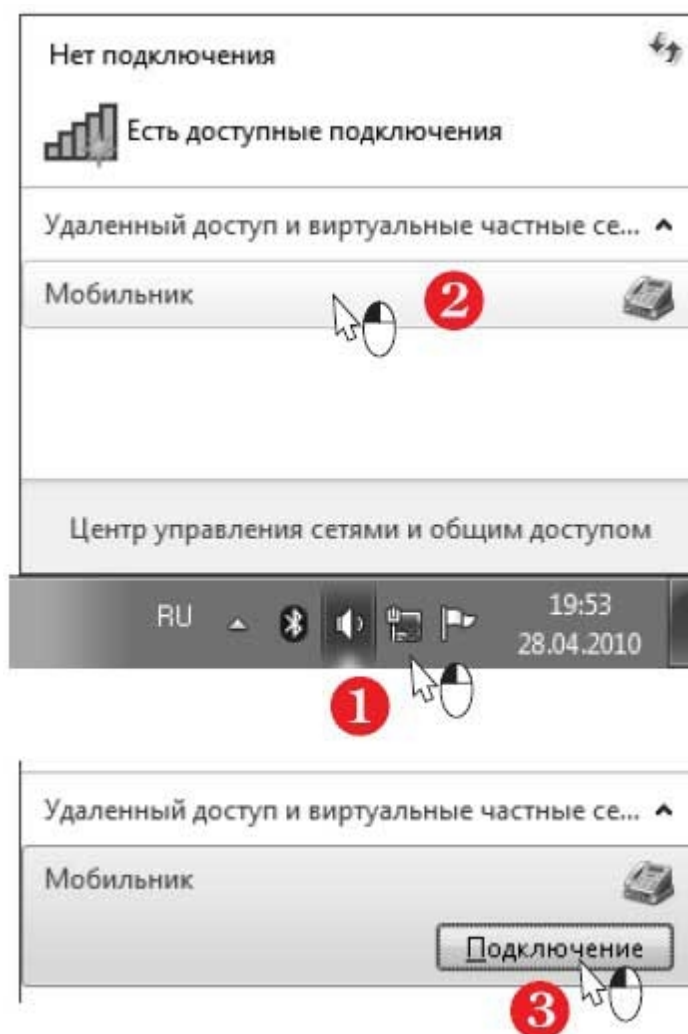 Нет подключения
Есть доступные подключения
Удаленный доступ и виртуальные частные се...
Мобильник
2
Центр управления сетями и общим доступом
RU 19:53
28.04.2010
1
Удаленный доступ и виртуальные частные се...
Мобильник
Подключение
3